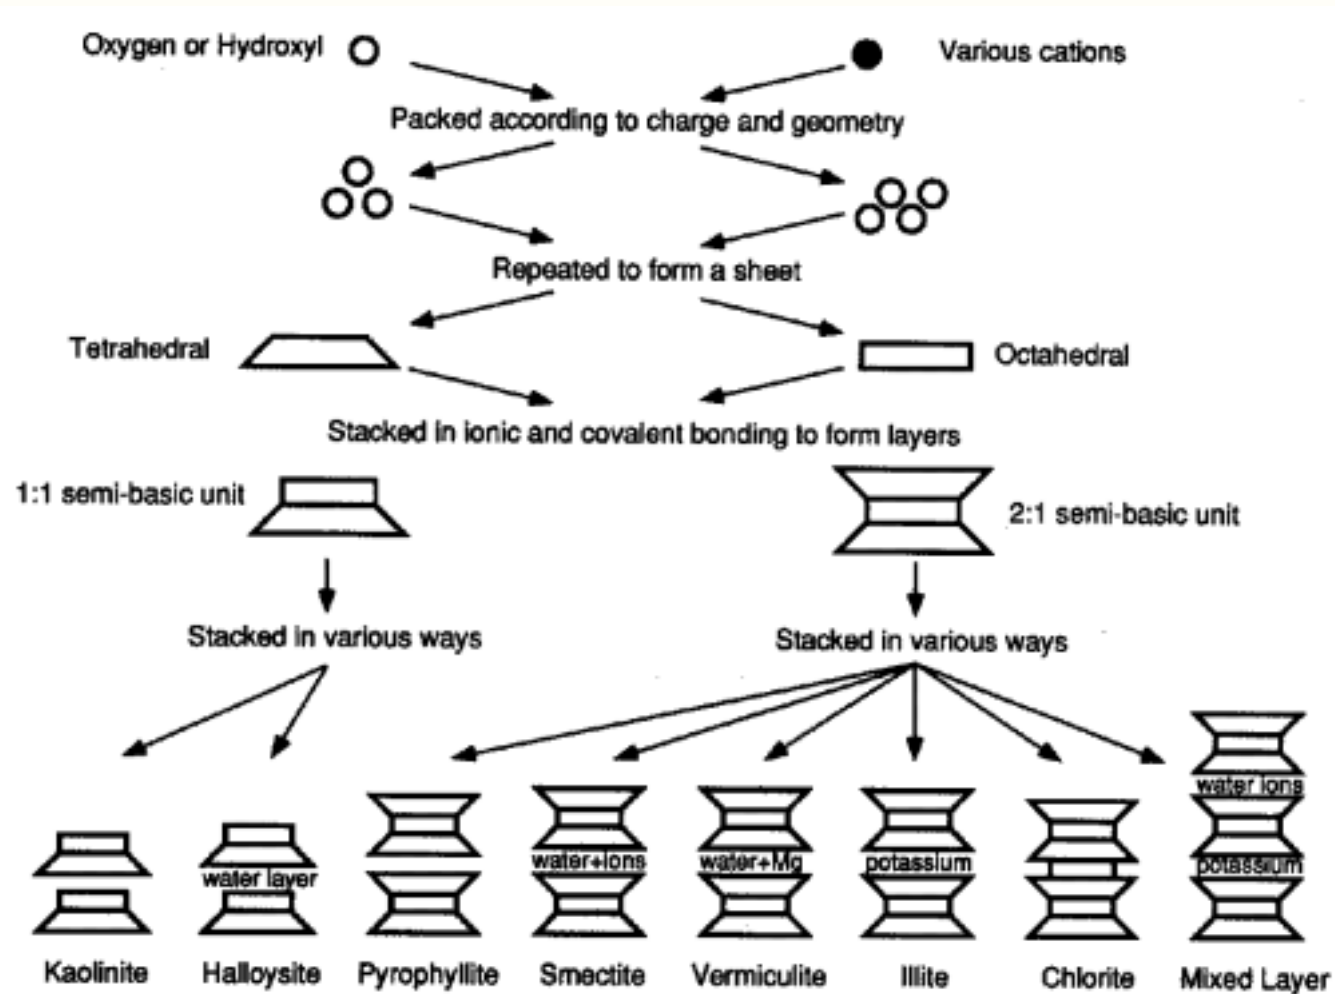 Oxygen or Hydroxyl
Various cations
Packed according to charge and geometry
Repeated to form a sheet
Tetrahedral
Octahedral
Stacked in ionic and covalent bonding to form layers
1:1 semi-basic unit
2:1 semi-basic unit
Stacked in various ways
Stacked in various ways
water ions
water layer
water+ions
water+Mg
potassium
potassium
Kaolinite
Halloysite
Pyrophyllite
Smectite
Vermiculite
Illite
Chlorite
Mixed Layer